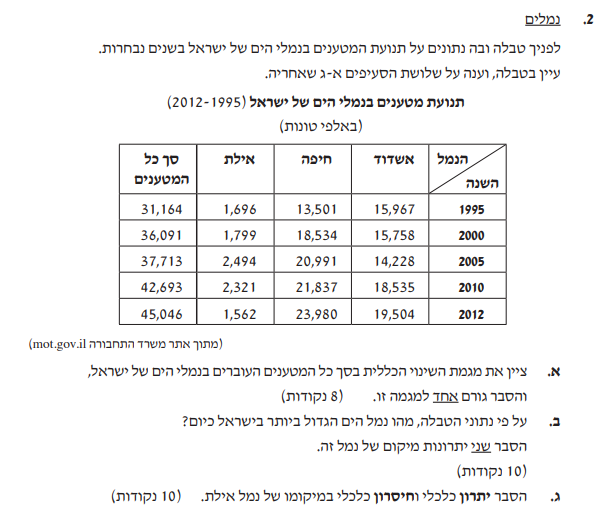 2. נמלים
לפניך טבלה ובה נתונים על תנועת המטענים בנמלי הים של ישראל בשנים נבחרות.
עיין בטבלה, וענה על שלושת הסעיפים א-ג שאחריה.
תנועת מטענים בנמלי הים של ישראל (1995-2012)
(באלפי טונות)
הנמל אשדוד חיפה אילת סך כל
השנה המטענים
1995 15,967 13,501 1,696 31,164
2000 15,758 18,534 1,799 36,091
2005 14,228 20,991 2,494 37,713
2010 18,535 21,837 2,321 42,693
2012 19,504 23,980 1,562 45,046
(מתוך אתר משרד התחבורה mot.gov.il)
א. ציין את מגמת השינוי הכללית בסך כל המטענים העוברים בנמלי הים של ישראל,
והסבר גורם אחד למגמה זו. (8 נקודות)
ב. על פי נתוני הטבלה, מהו נמל הים הגדול ביותר בישראל כיום?
הסבר שני יתרונות מיקום של נמל זה.
(10 נקודות)
ג. הסבר יתרון כלכלי וחיסרון כלכלי במיקומו של נמל אילת. (10 נקודות)